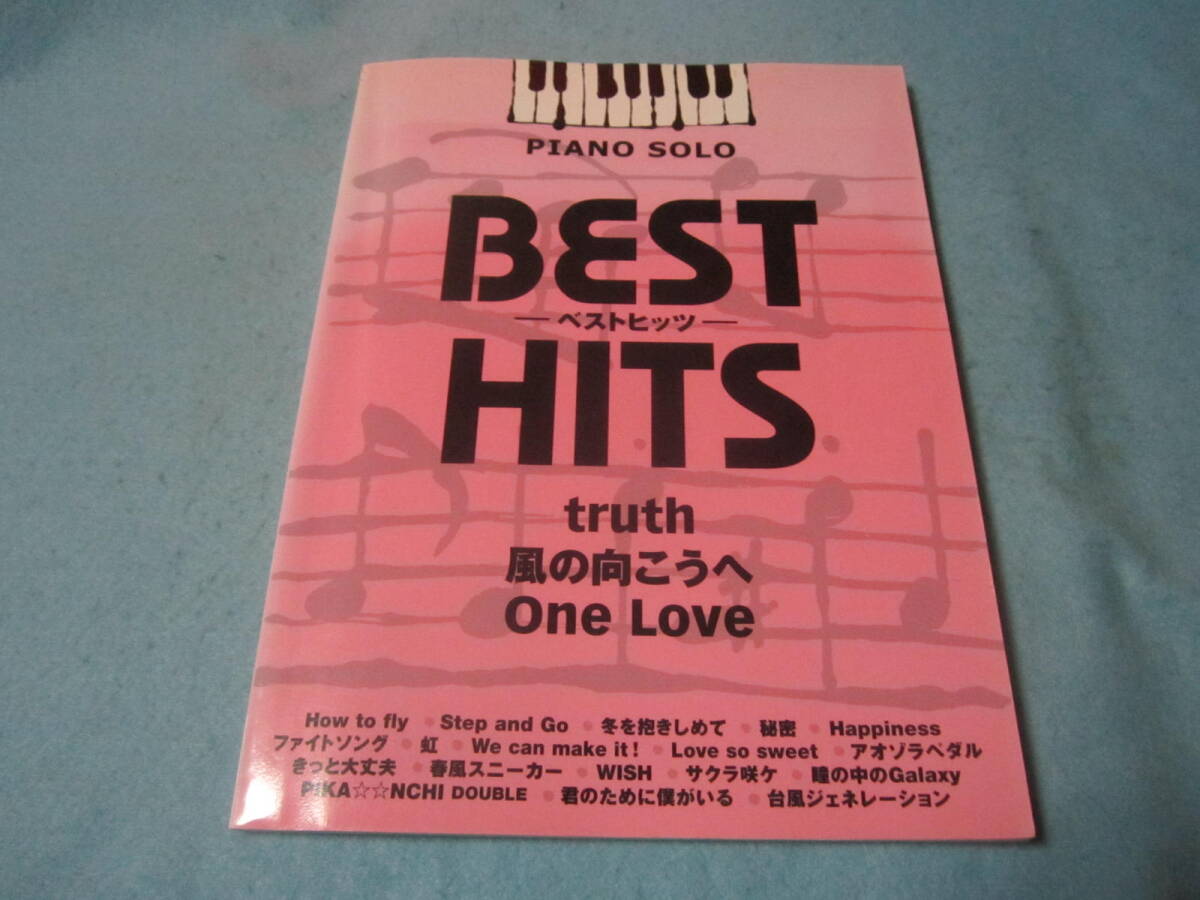 PIANO SOLO
BEST
―ベストヒッツ―
HITS
truth
風の向こうへ
One Love
How to fly • Step and Go • 冬を抱きしめて • 秘密 • Happiness
ファイトソング • 虹 • We can make it! • Love so sweet • アオゾラペダル
きっと大丈夫 • 春風スニーカー • WISH • サクラ咲ケ • 瞳の中のGalaxy
PIKA☆☆NCHI DOUBLE • 君のために僕がいる • 台風ジェネレーション